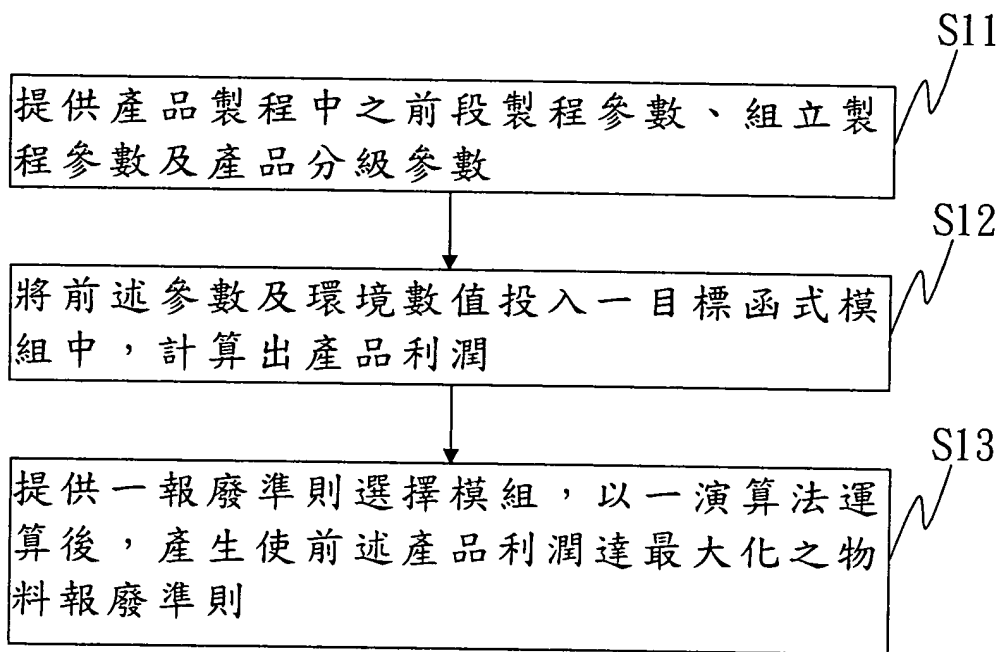 S11
提供產品製程中之前段製程參數、組立製
程參數及產品分級參數
S12
將前述參數及環境數值投入一目標函式模
組中，計算出產品利潤
S13
提供一報廢準則選擇模組，以一演算法運
算後，產生使前述產品利潤達最大化之物
料報廢準則